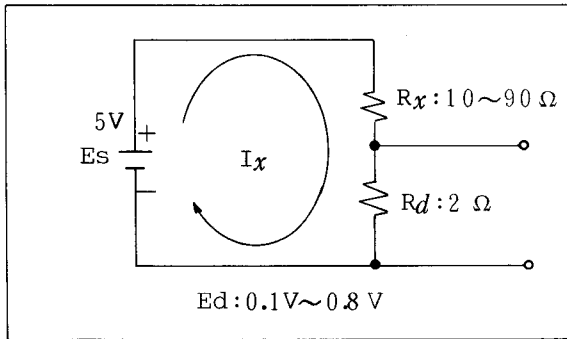 Rx:10～90 Ω
5V
+
Es
Ix
−
Rd:2 Ω
Ed:0.1V～0.8 V